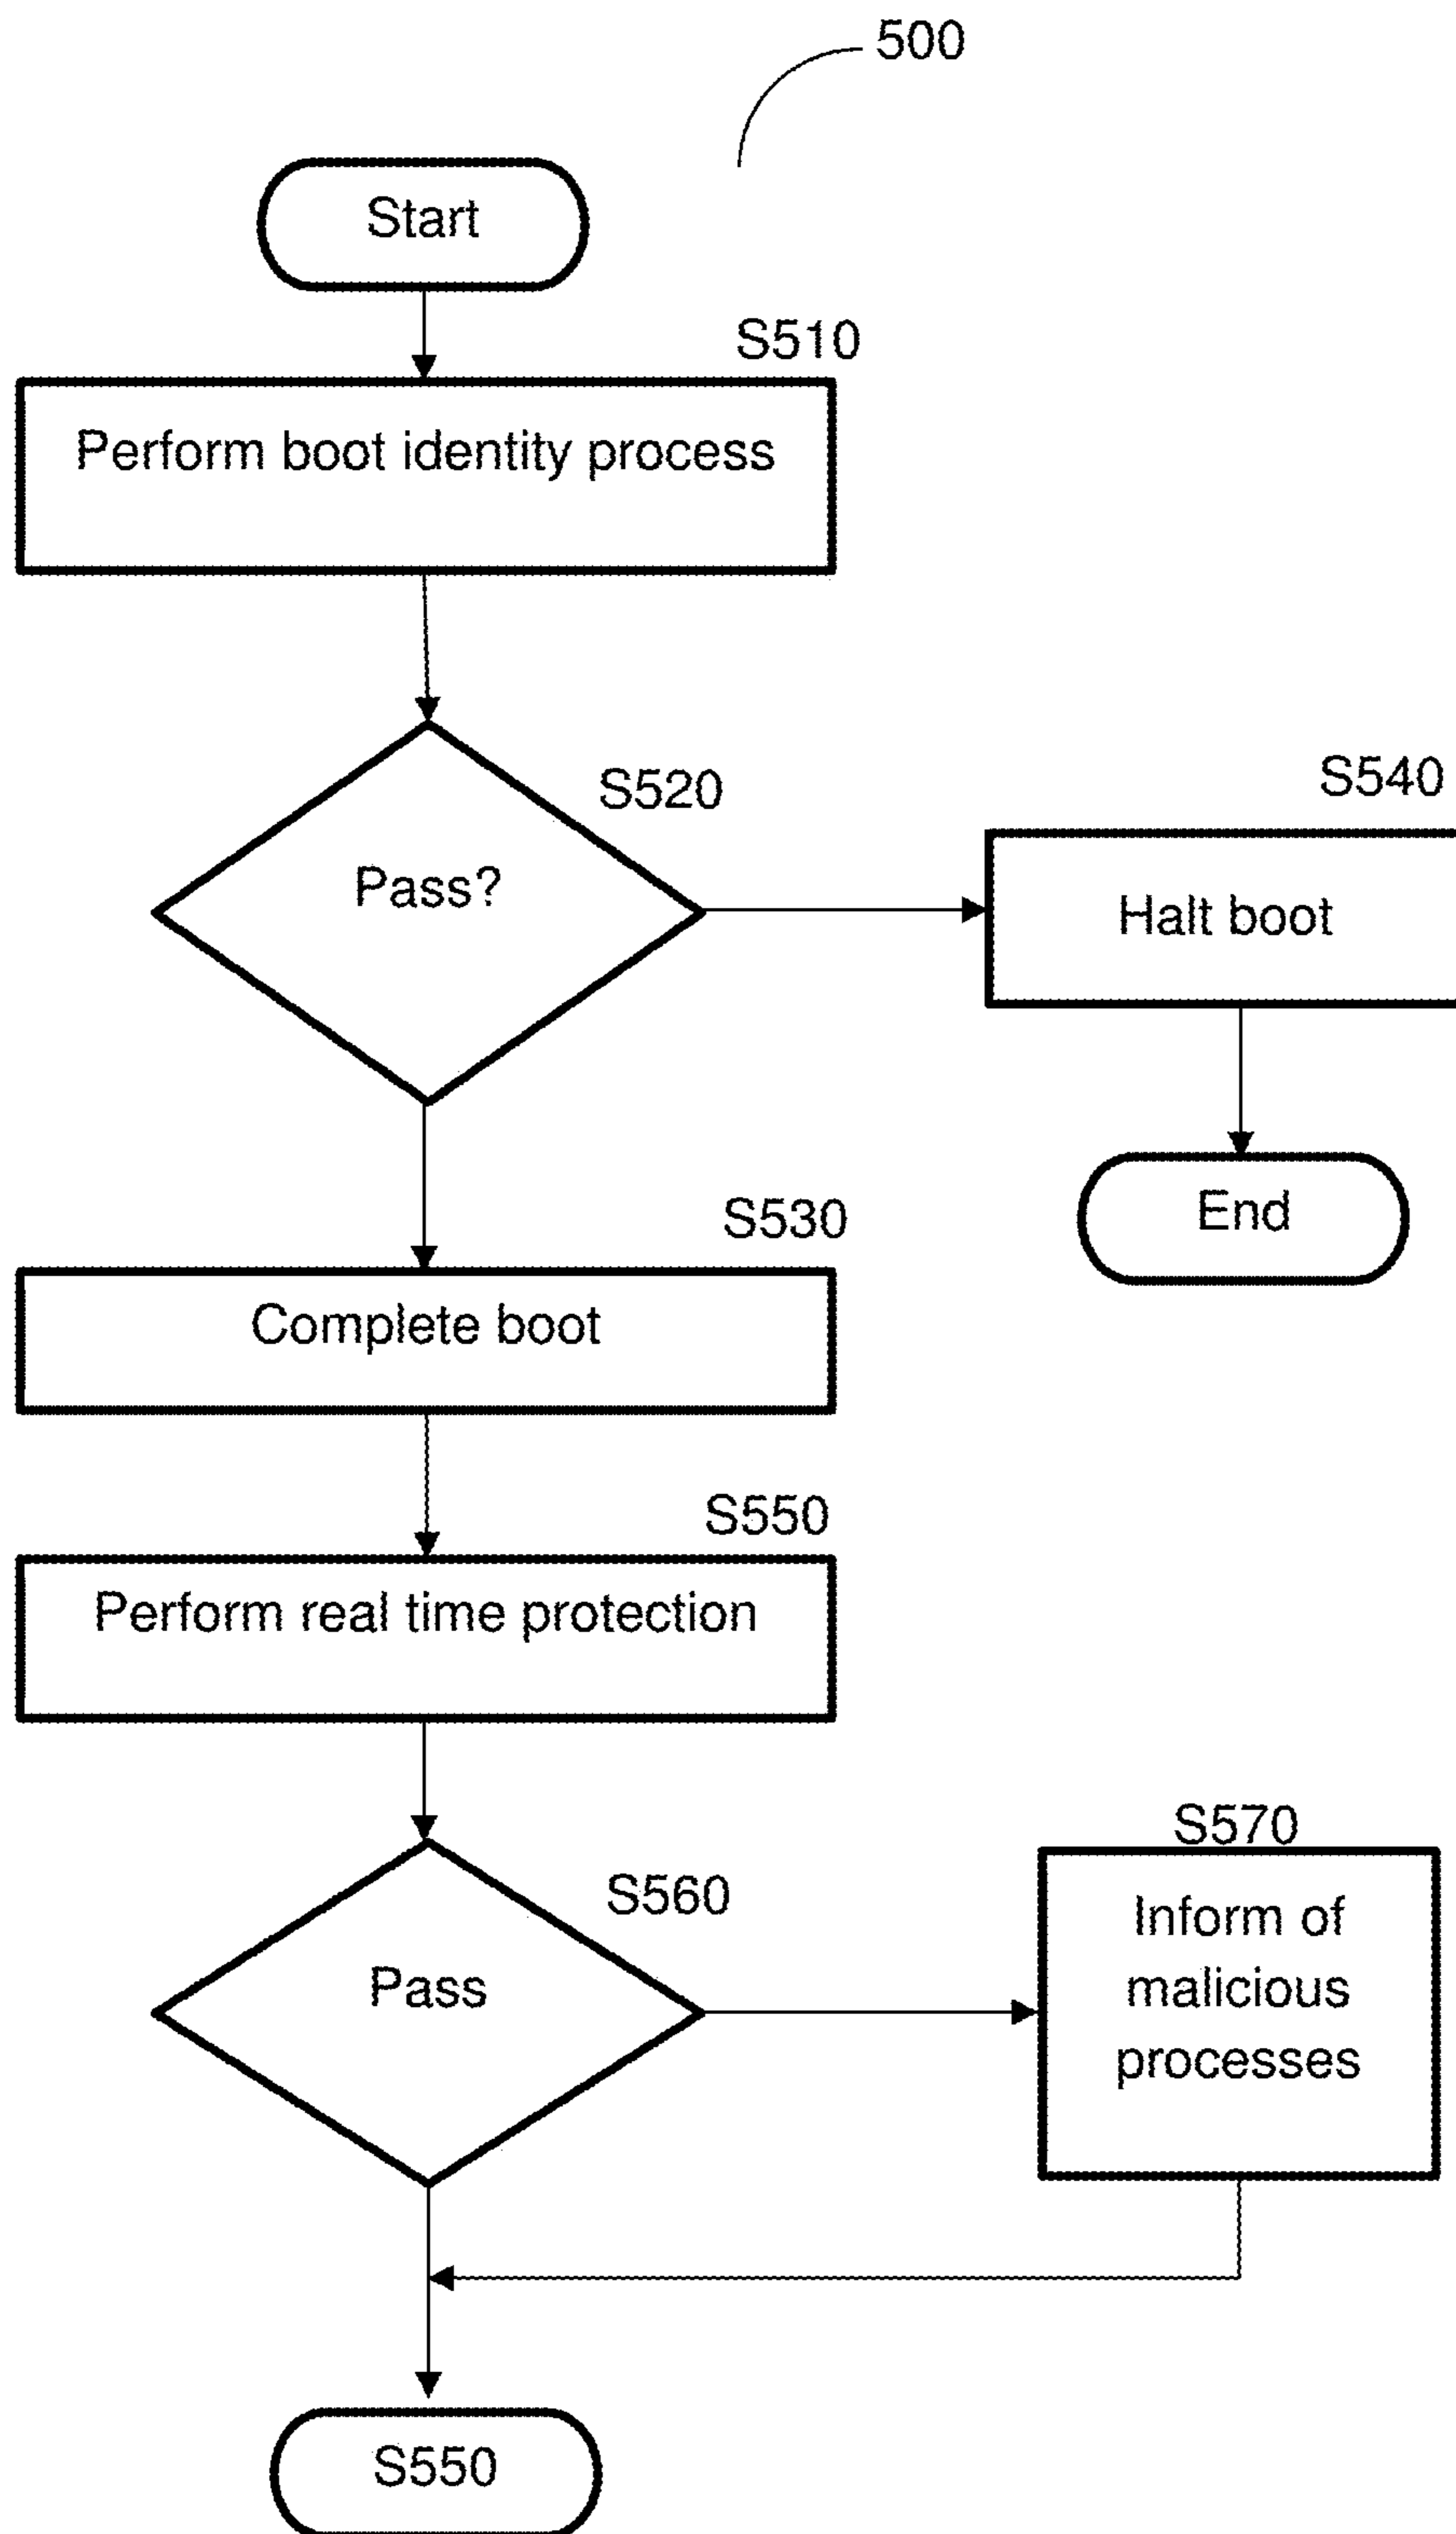 500
Start
S510
Perform boot identity process
S520
Pass?
S540
Halt boot
End
S530
Complete boot
S550
Perform real time protection
S560
Pass
S570
Inform of
malicious
processes
S550